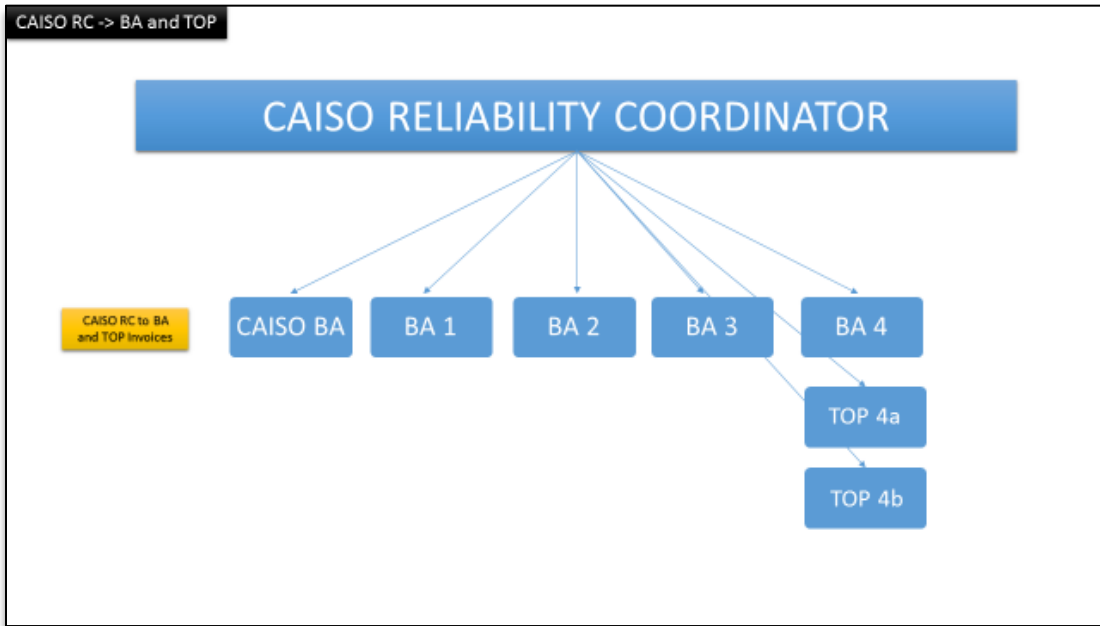 CAISO RC -> BA and TOP
CAISO RELIABILITY COORDINATOR
CAISO RC to BA
and TOP Invoices
CAISO BA
BA 1
BA 2
BA 3
BA 4
TOP 4a
TOP 4b